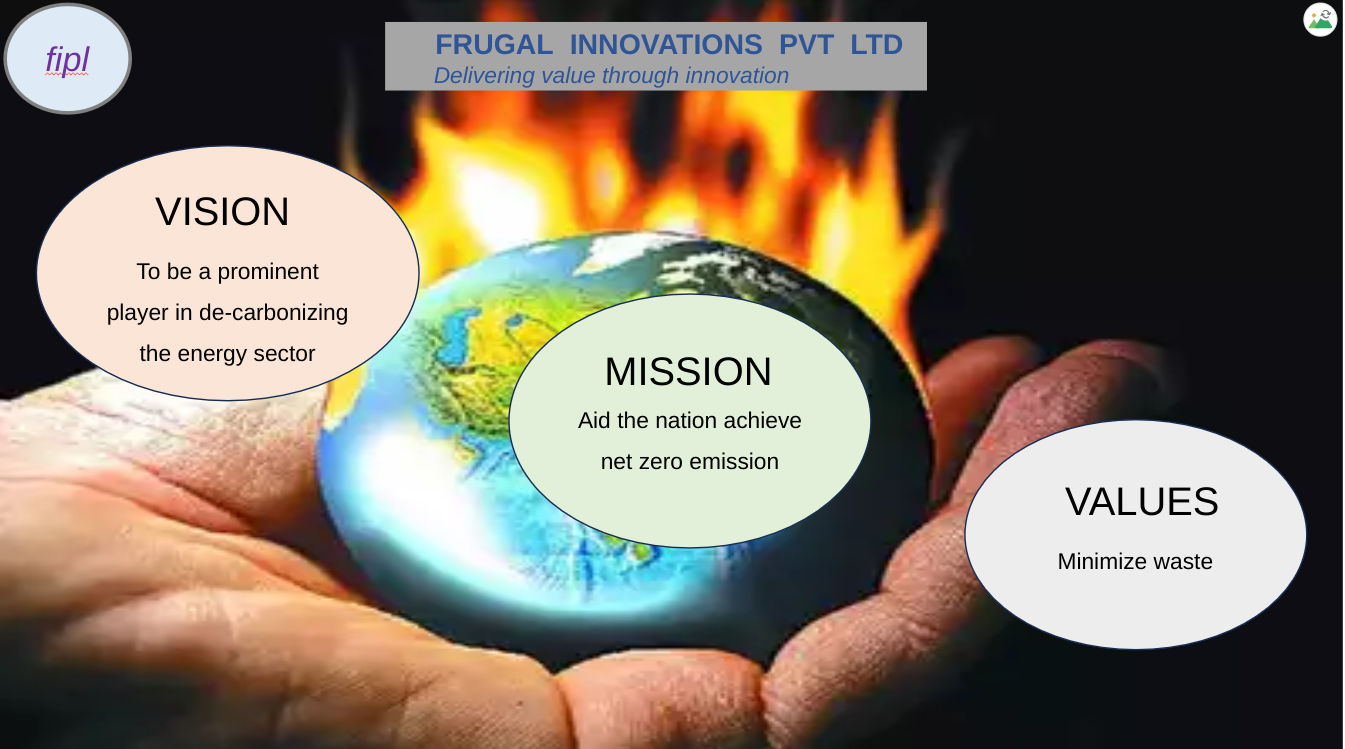 fipl
FRUGAL INNOVATIONS PVT LTD
Delivering value through innovation
VISION
To be a prominent
player in de-carbonizing
the energy sector
MISSION
Aid the nation achieve
net zero emission
VALUES
Minimize waste